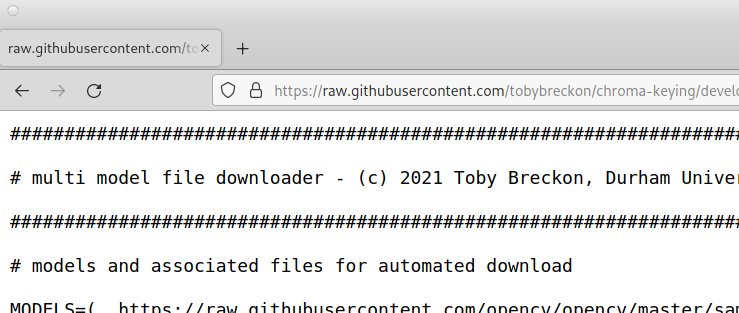 raw.githubusercontent.com/to
https://raw.githubusercontent.com/tobybreckon/chroma-keying/develo
####################################################################
# multi model file downloader - (c) 2021 Toby Breckon, Durham Univer
####################################################################
# models and associated files for automated download
MODELS=(  https://raw.githubusercontent.com/opencv/opencv/master/sam